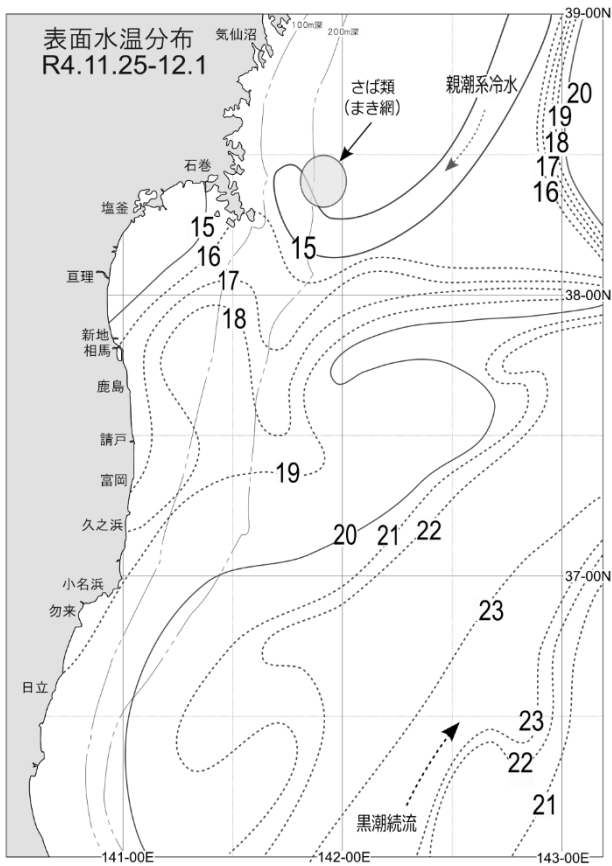 表面水温分布
R4.11.25-12.1
気仙沼
100m深
200m深
39-00N
さば類
(まき網)
親潮系冷水
20
19
18
17
16
石巻
塩釜
15
16
15
亘理
17
38-00N
18
新地
相馬
鹿島
請戸
19
富岡
久之浜
20
21
22
37-00N
小名浜
勿来
23
日立
23
22
21
黒潮続流
141-00E
142-00E
143-00E